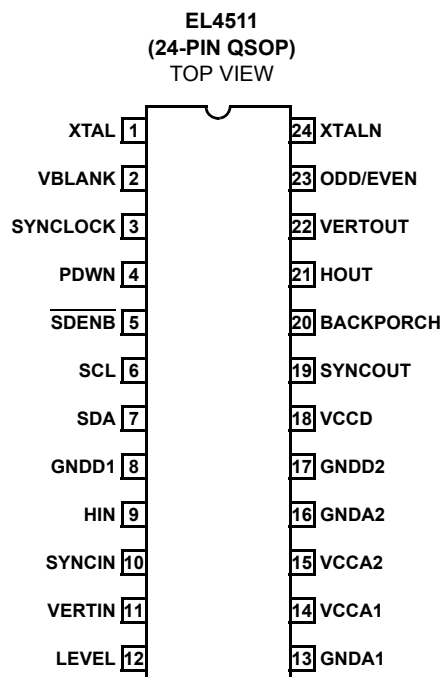 EL4511
(24-PIN QSOP)
TOP VIEW
XTAL 1 24 XTALN
VBLANK 2 23 ODD/EVEN
SYNCLOCK 3 22 VERTOUT
PDWN 4 21 HOUT
SDENB 5 20 BACKPORCH
SCL 6 19 SYNCOUT
SDA 7 18 VCCD
GNDD1 8 17 GNDD2
HIN 9 16 GNDA2
SYNCIN 10 15 VCCA2
VERTIN 11 14 VCCA1
LEVEL 12 13 GNDA1